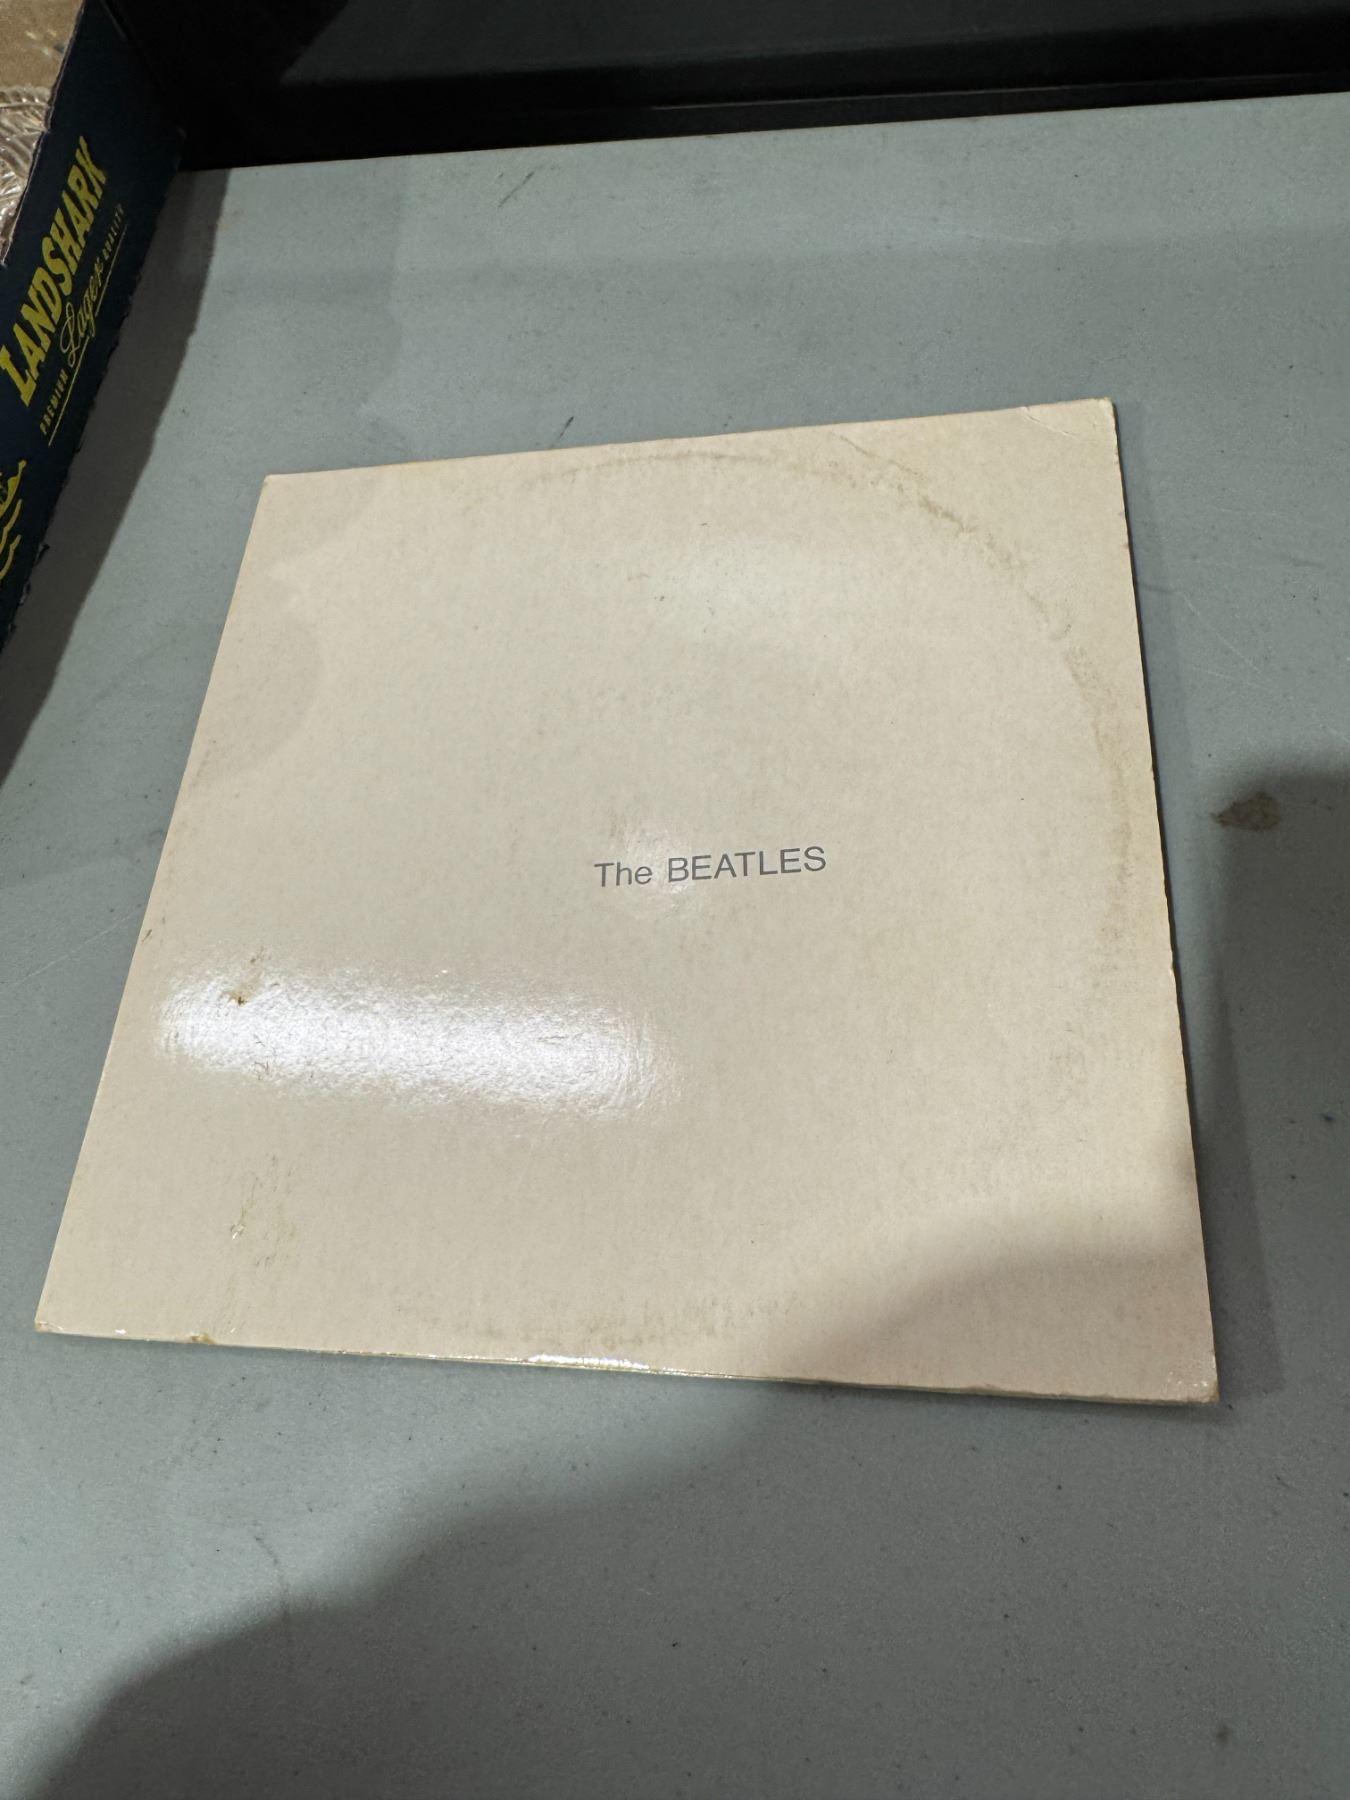 LANDSHARK
PREMIUM Lager QUALITY
The BEATLES